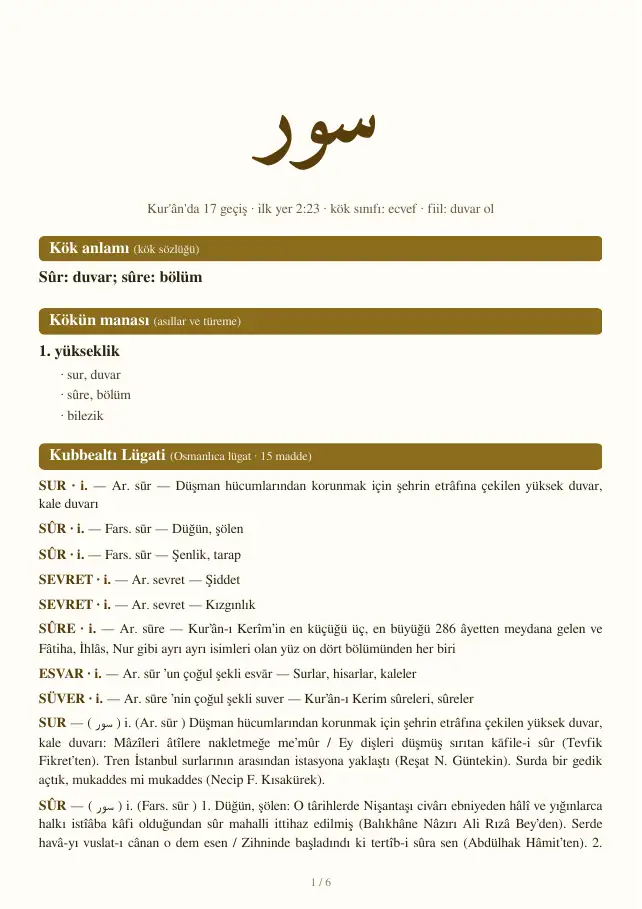 سور
Kur'ân'da 17 geçiş · ilk yer 2:23 · kök sınıfı: ecvef · fiil: duvar ol
Kök anlamı (kök sözlüğü)
Sûr: duvar; sûre: bölüm
Kökün manası (asıllar ve türeme)
1. yükseklik
· sur, duvar
· sûre, bölüm
· bilezik
Kubbealtı Lügati (Osmanlıca lügat · 15 madde)
SUR · i. — Ar. sūr — Düşman hücumlarından korunmak için şehrin etrâfına çekilen yüksek duvar,
kale duvarı
SÛR · i. — Fars. sūr — Düğün, şölen
SÛR · i. — Fars. sūr — Şenlik, tarap
SEVRET · i. — Ar. sevret — Şiddet
SEVRET · i. — Ar. sevret — Kızgınlık
SÛRE · i. — Ar. sūre — Kur'ân-ı Kerîm'in en küçüğü üç, en büyüğü 286 âyetten meydana gelen ve
Fâtiha, İhlâs, Nur gibi ayrı ayrı isimleri olan yüz on dört bölümünden her biri
ESVAR · i. — Ar. sūr 'un çoğul şekli esvār — Surlar, hisarlar, kaleler
SÜVER · i. — Ar. sūre 'nin çoğul şekli suver — Kur'ân-ı Kerim sûreleri, sûreler
SUR — ( سور ) i. (Ar. sūr ) Düşman hücumlarından korunmak için şehrin etrâfına çekilen yüksek duvar,
kale duvarı: Mâzîleri âtîlere nakletmeğe me'mûr / Ey dişleri düşmüş sırıtan kāfile-i sûr (Tevfik
Fikret'ten). Tren İstanbul surlarının arasından istasyona yaklaştı (Reşat N. Güntekin). Surda bir gedik
açtık, mukaddes mi mukaddes (Necip F. Kısakürek).
SÛR — ( سور ) i. (Fars. sūr ) 1. Düğün, şölen: O târihlerde Nişantaşı civârı ebniyeden hâlî ve yığınlarca
halkı istîâba kâfi olduğundan sûr mahalli ittihaz edilmiş (Balıkhâne Nâzırı Ali Rızâ Bey'den). Serde
havâ-yı vuslat-ı cânan o dem esen / Zihninde başladındı ki tertîb-i sûra sen (Abdülhak Hâmit'ten). 2.
1 / 6